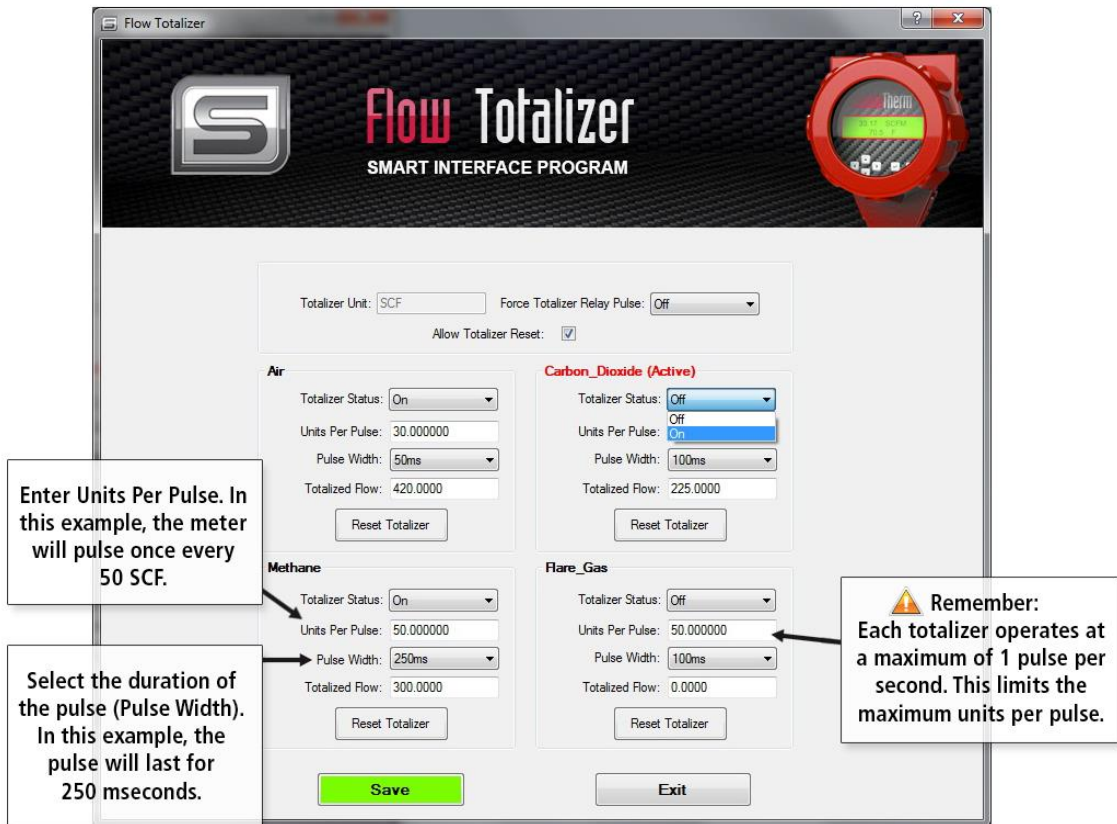 Flow Totalizer
?
X
S
Flow Totalizer
SMART INTERFACE PROGRAM
Therm
SCFM
70.5 F
Totalizer Unit: SCF Force Totalizer Relay Pulse: Off
Allow Totalizer Reset:
Air
Totalizer Status: On
Units Per Pulse: 30.000000
Pulse Width: 50ms
Totalized Flow: 420.0000
Reset Totalizer
Carbon_Dioxide (Active)
Totalizer Status: Off
Off
Units Per Pulse: On
Pulse Width: 100ms
Totalized Flow: 225.0000
Reset Totalizer
Methane
Totalizer Status: On
Units Per Pulse: 50.000000
Pulse Width: 250ms
Totalized Flow: 300.0000
Reset Totalizer
Flare_Gas
Totalizer Status: Off
Units Per Pulse: 50.000000
Pulse Width: 100ms
Totalized Flow: 0.0000
Reset Totalizer
Save
Exit
Enter Units Per Pulse. In
this example, the meter
will pulse once every
50 SCF.
Select the duration of
the pulse (Pulse Width).
In this example, the
pulse will last for
250 mseconds.
Remember:
Each totalizer operates at
a maximum of 1 pulse per
second. This limits the
maximum units per pulse.